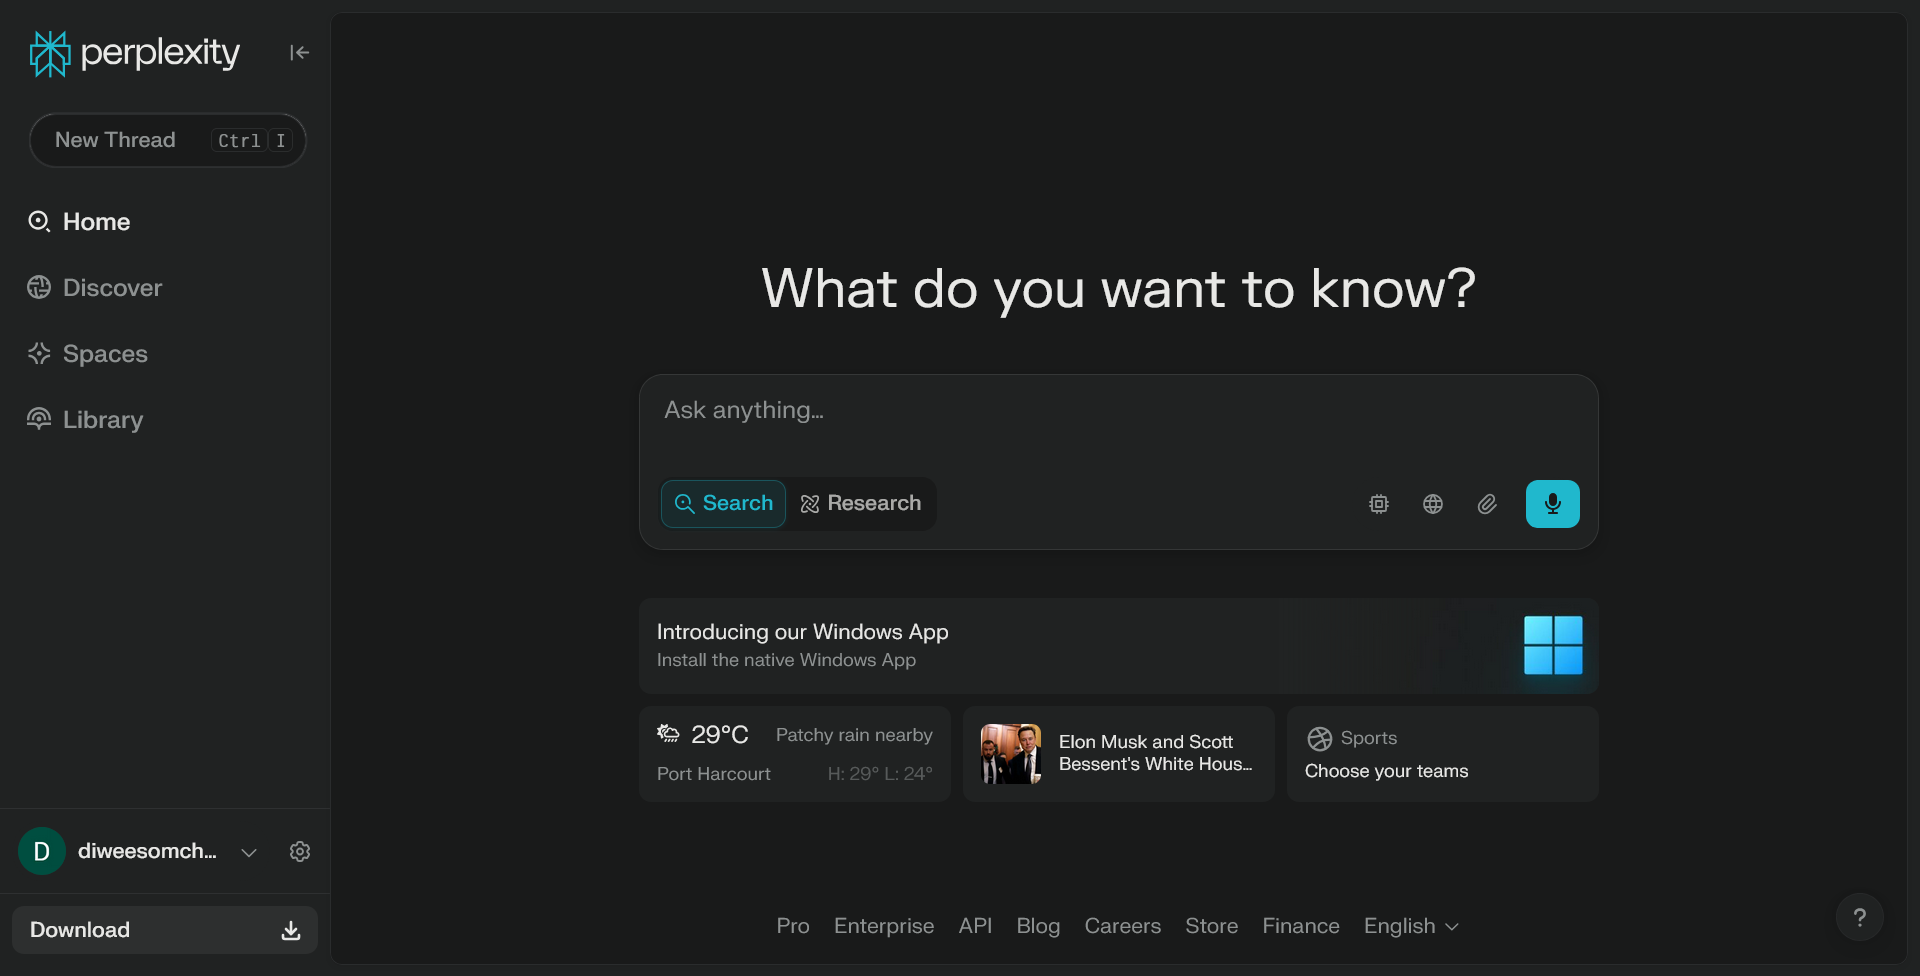 perplexity
New Thread Ctrl I
Home
Discover
Spaces
Library
diweesomch...
Download
What do you want to know?
Ask anything...
Search Research
Introducing our Windows App
Install the native Windows App
29°C Patchy rain nearby
Port Harcourt H: 29° L: 24°
Elon Musk and Scott
Bessent's White Hous...
Sports
Choose your teams
Pro Enterprise API Blog Careers Store Finance English
?